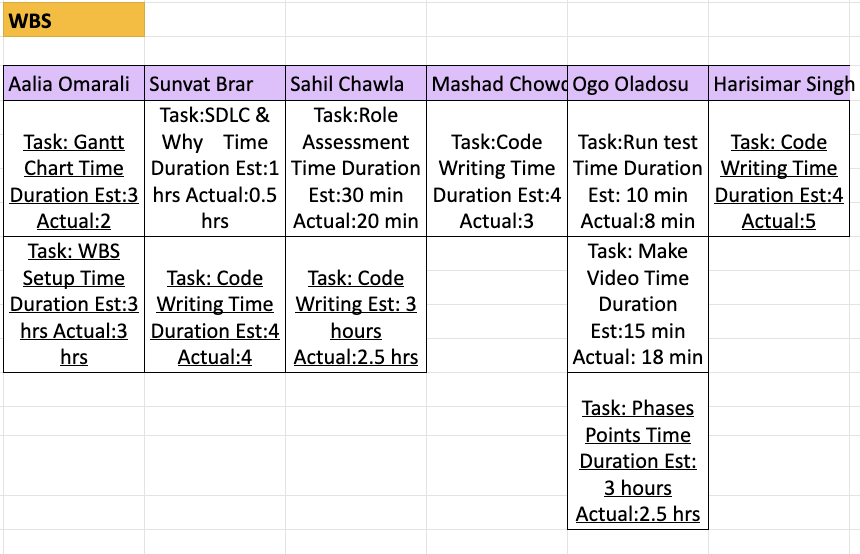 WBS
Aalia Omarali
Sunvat Brar
Sahil Chawla
Mashad Chowd
Ogo Oladosu
Harisimar Singh
Task: Gantt
Chart Time
Duration Est:3
Actual:2
Task:SDLC &
Why Time
Duration Est:1
hrs Actual:0.5
hrs
Task:Role
Assessment
Time Duration
Est:30 min
Actual:20 min
Task:Code
Writing Time
Duration Est:4
Actual:3
Task:Run test
Time Duration
Est: 10 min
Actual:8 min
Task: Code
Writing Time
Duration Est:4
Actual:5
Task: WBS
Setup Time
Duration Est:3
hrs Actual:3
hrs
Task: Code
Writing Time
Duration Est:4
Actual:4
Task: Code
Writing Est: 3
hours
Actual:2.5 hrs
Task: Make
Video Time
Duration
Est:15 min
Actual: 18 min
Task: Phases
Points Time
Duration Est:
3 hours
Actual:2.5 hrs